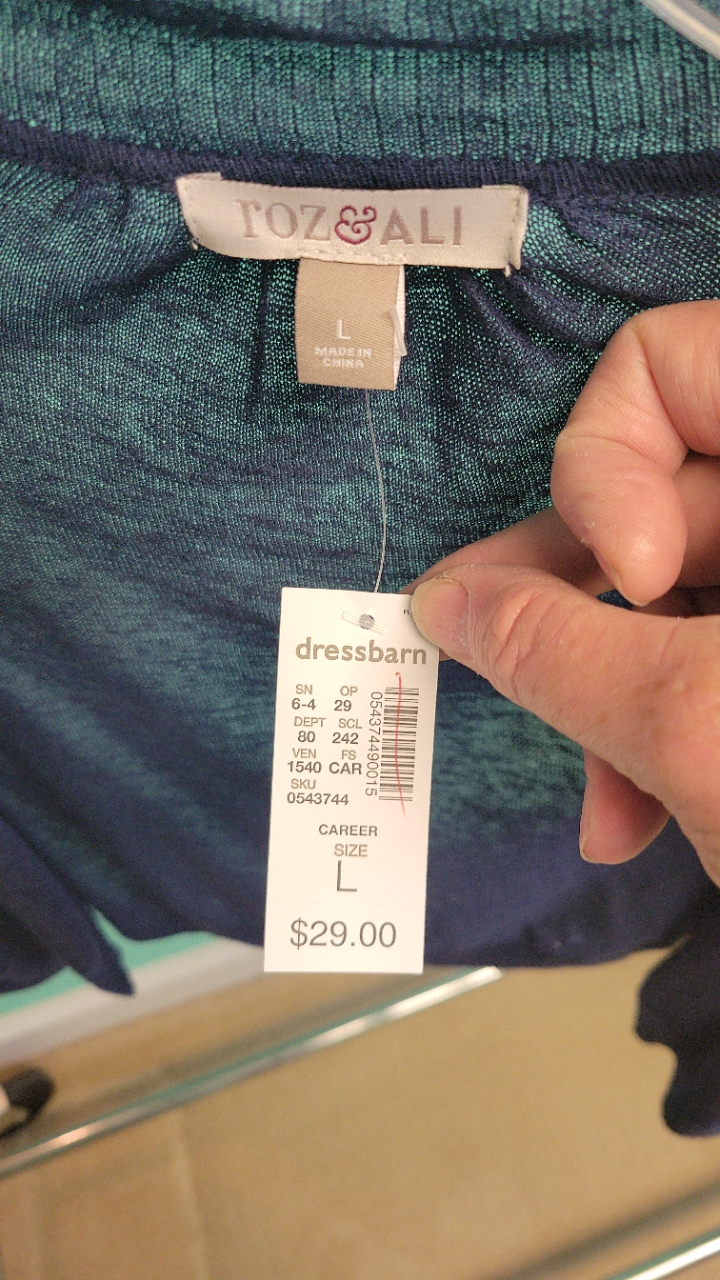 roz&ALI
L
MADE IN
CHINA
dressbarn
SN OP
6-4 29
DEPT SCL
80 242
VEN FS
1540 CAR
SKU
0543744
054374490015
CAREER
SIZE
L
$29.00